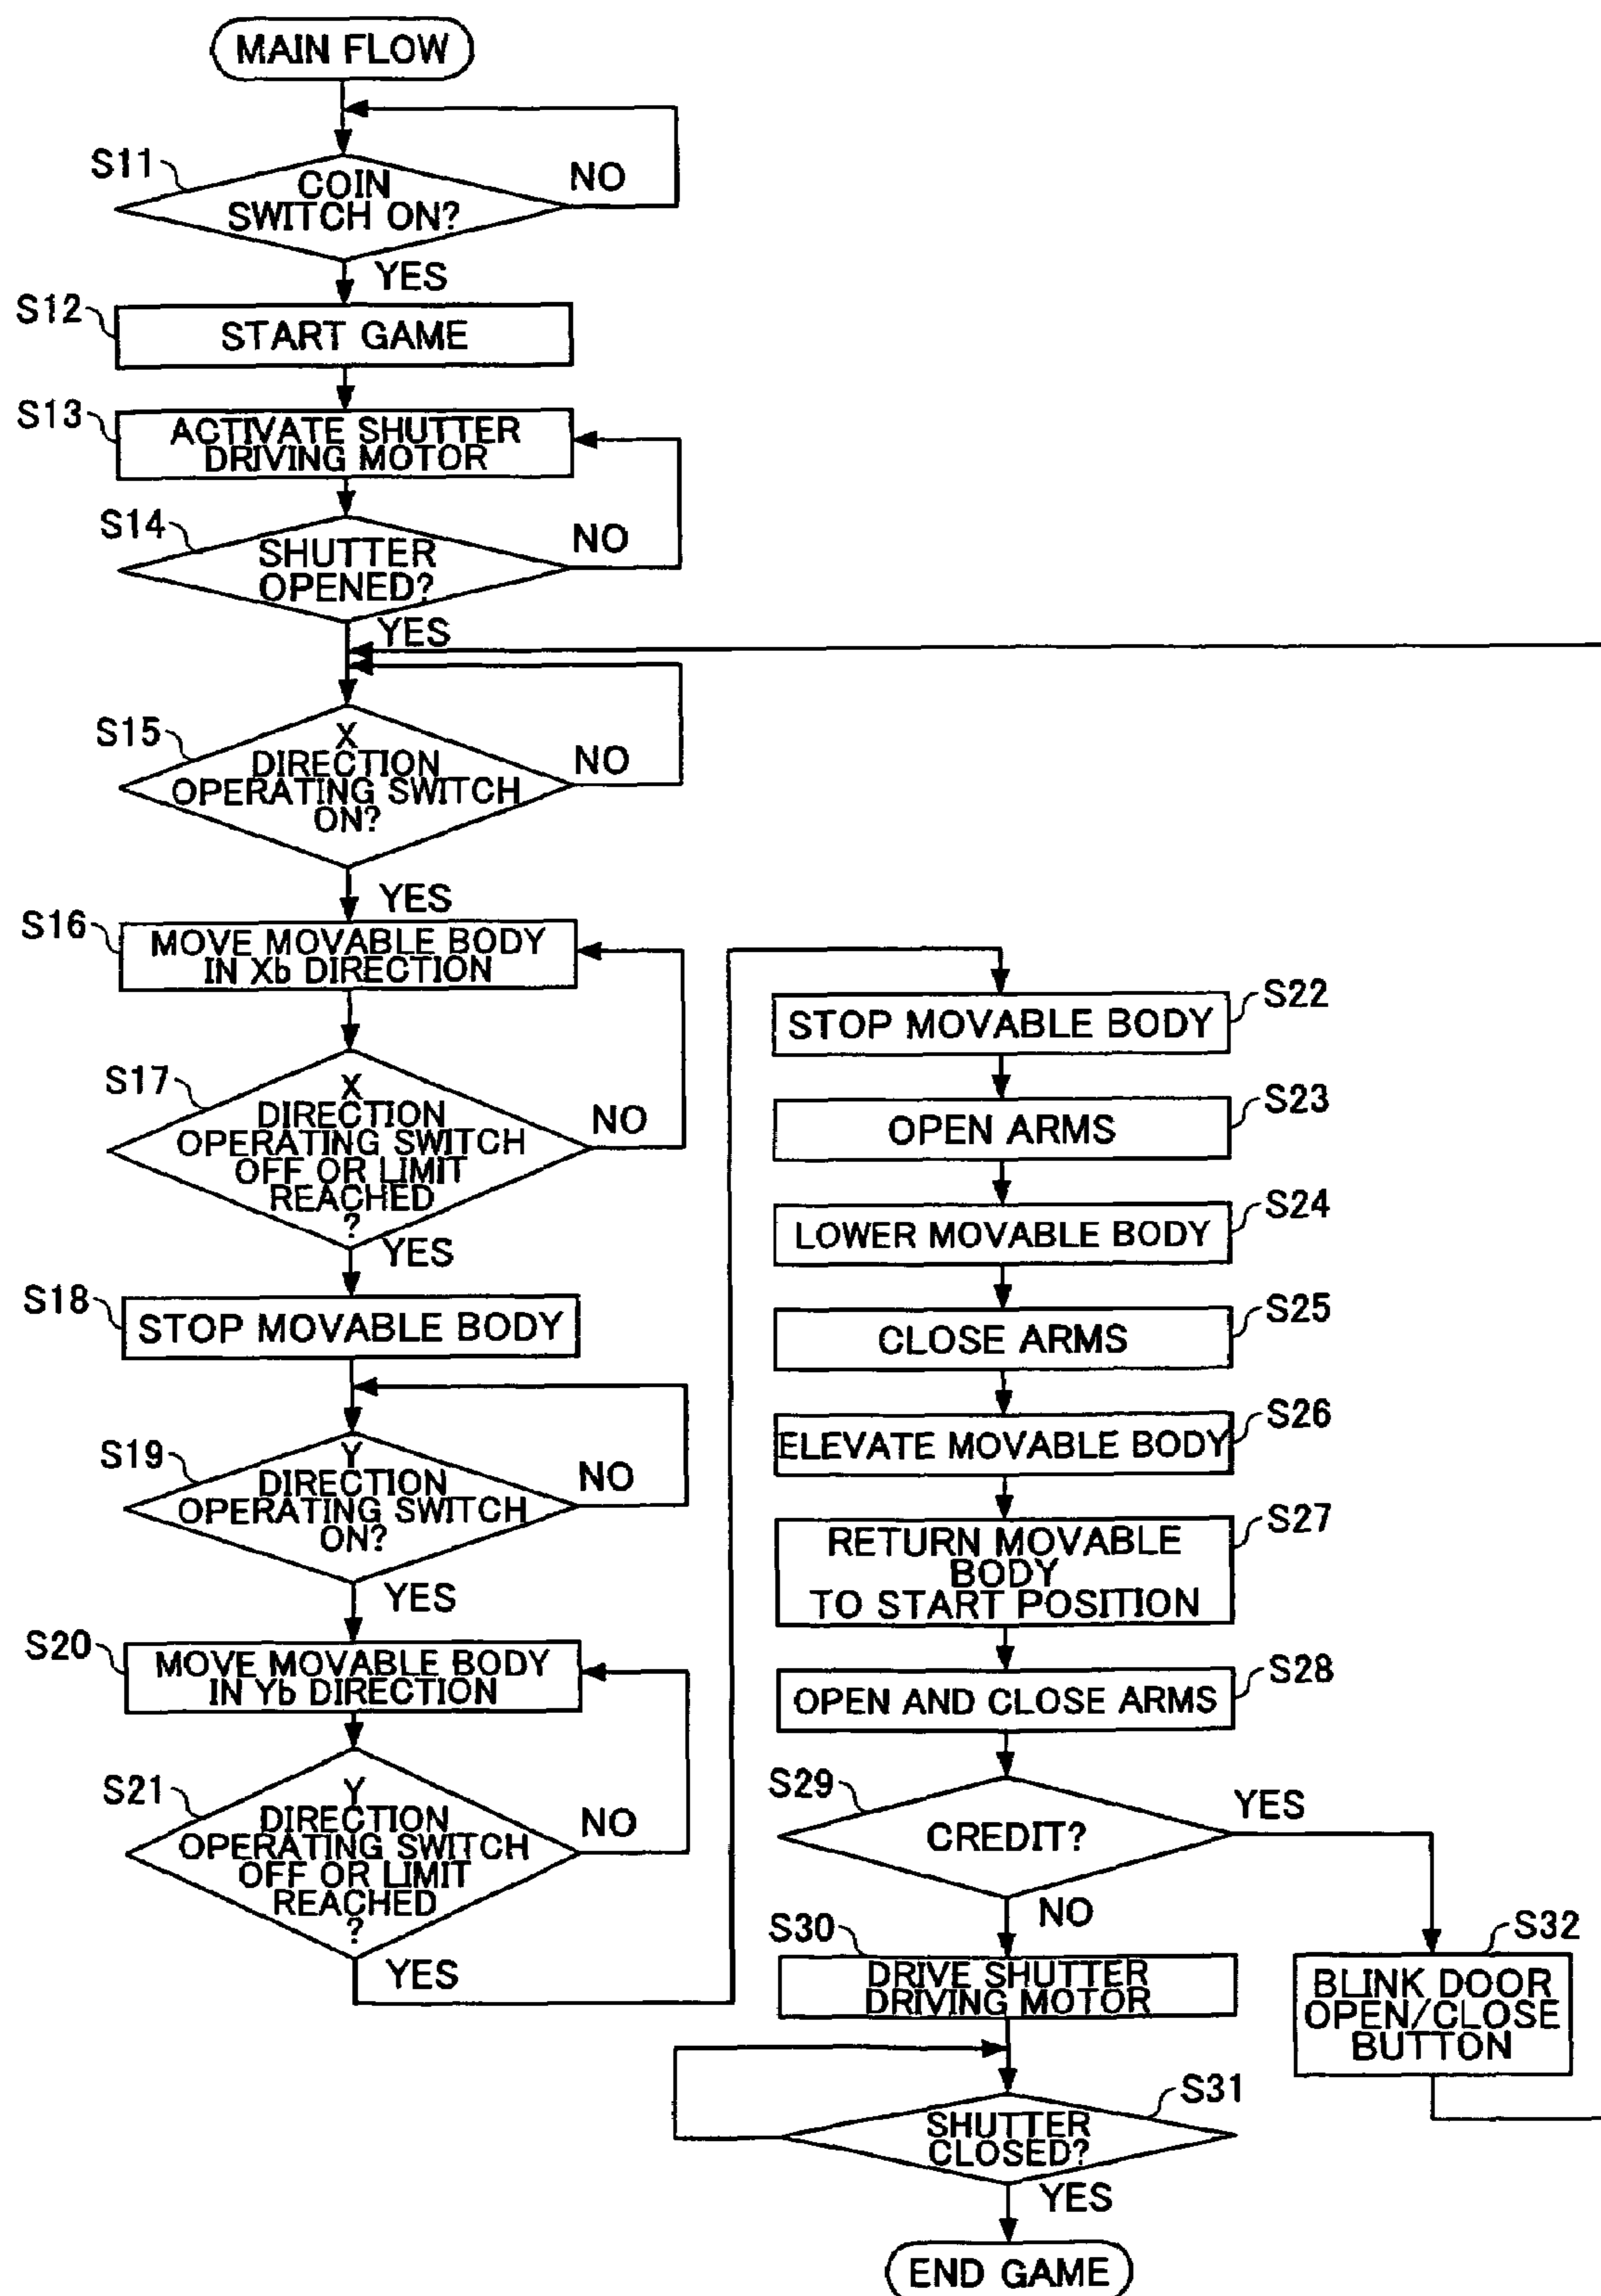 MAIN FLOW
S11
COIN
SWITCH ON?
NO
YES
S12
START GAME
S13
ACTIVATE SHUTTER
DRIVING MOTOR
S14
SHUTTER
OPENED?
NO
YES
S15
X
DIRECTION
OPERATING SWITCH
ON?
NO
YES
S16
MOVE MOVABLE BODY
IN Xb DIRECTION
S17
X
DIRECTION
OPERATING SWITCH
OFF OR LIMIT
REACHED
?
NO
YES
S18
STOP MOVABLE BODY
S19
Y
DIRECTION
OPERATING SWITCH
ON?
NO
YES
S20
MOVE MOVABLE BODY
IN Yb DIRECTION
S21
Y
DIRECTION
OPERATING SWITCH
OFF OR LIMIT
REACHED
?
NO
YES
S22
STOP MOVABLE BODY
S23
OPEN ARMS
S24
LOWER MOVABLE BODY
S25
CLOSE ARMS
S26
ELEVATE MOVABLE BODY
S27
RETURN MOVABLE
BODY
TO START POSITION
S28
OPEN AND CLOSE ARMS
S29
CREDIT?
YES
NO
S30
DRIVE SHUTTER
DRIVING MOTOR
S32
BLINK DOOR
OPEN/CLOSE
BUTTON
S31
SHUTTER
CLOSED?
YES
END GAME